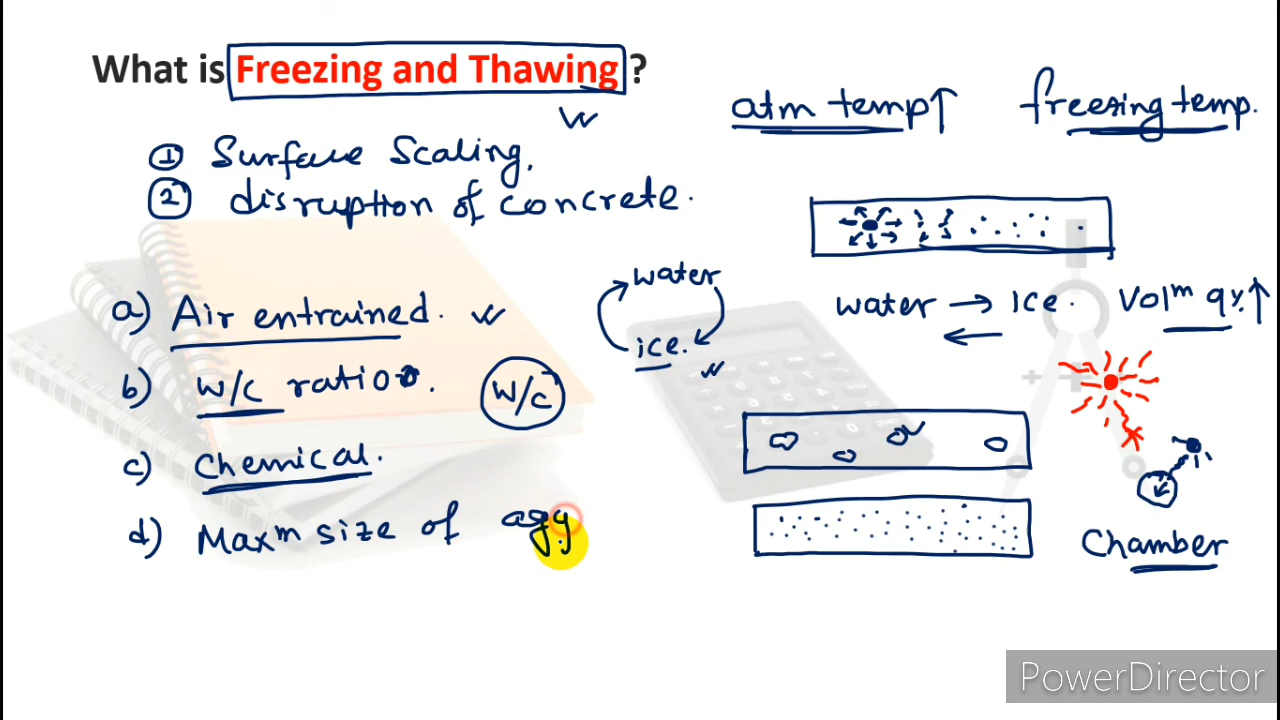 What is Freezing and Thawing ?
① Surface Scaling.
② disruption of concrete.
a) Air entrained.
b) W/C ratio.
W/C
c) Chemical.
d) Maxm size of agg
atm temp↑
freezing temp.
water → Ice. Volm 9%↑
←
water
ice.
Chamber
PowerDirector